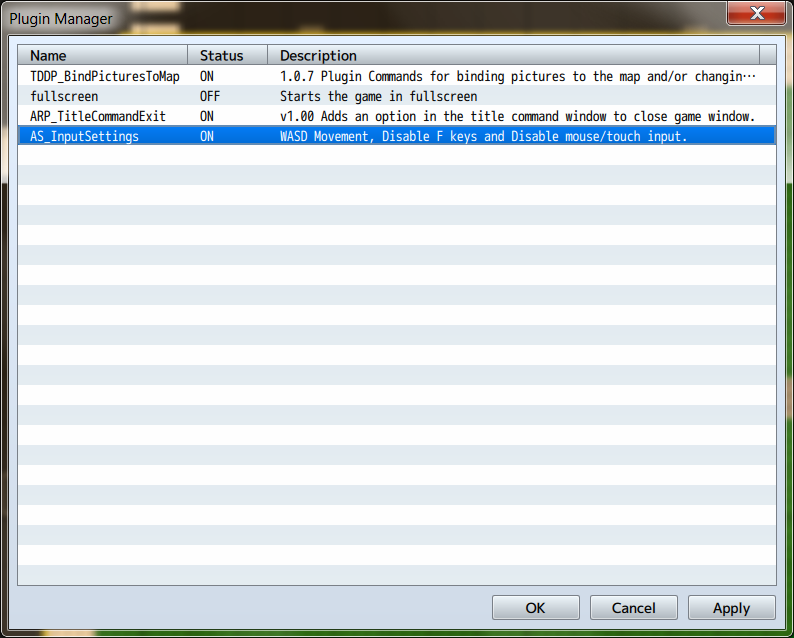 Plugin Manager
Name Status Description
TDDP_BindPicturesToMap ON 1.0.7 Plugin Commands for binding pictures to the map and/or changin…
fullscreen OFF Starts the game in fullscreen
ARP_TitleCommandExit ON v1.00 Adds an option in the title command window to close game window.
AS_InputSettings ON WASD Movement, Disable F keys and Disable mouse/touch input.
OK Cancel Apply